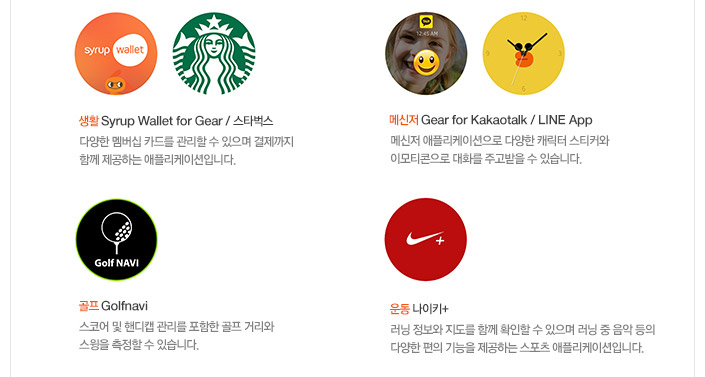 syrup wallet
12:45 AM
생활 Syrup Wallet for Gear / 스타벅스
다양한 멤버십 카드를 관리할 수 있으며 결제까지
함께 제공하는 애플리케이션입니다.
메신저 Gear for Kakaotalk / LINE App
메신저 애플리케이션으로 다양한 캐릭터 스티커와
이모티콘으로 대화를 주고받을 수 있습니다.
Golf NAVI
골프 Golfnavi
스코어 및 핸디캡 관리를 포함한 골프 거리와
스윙을 측정할 수 있습니다.
운동 나이키+
러닝 정보와 지도를 함께 확인할 수 있으며 러닝 중 음악 등의
다양한 편의 기능을 제공하는 스포츠 애플리케이션입니다.